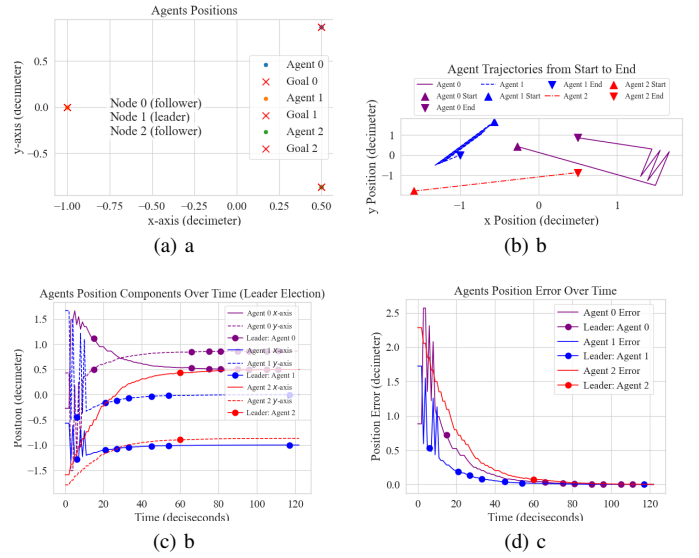 Agents Positions
y-axis (decimeter)
0.5
0.0
−0.5
Node 0 (follower)
Node 1 (leader)
Node 2 (follower)
Agent 0
Goal 0
Agent 1
Goal 1
Agent 2
Goal 2
−1.00 −0.75 −0.50 −0.25 0.00 0.25 0.50
x-axis (decimeter)
(a) a
Agent Trajectories from Start to End
Agent 0 Agent 1 Agent 1 End Agent 2 Start
Agent 0 Start Agent 1 Start Agent 2 Agent 2 End
Agent 0 End
y Position (decimeter)
1
0
−1
−1 0 1
x Position (decimeter)
(b) b
Agents Position Components Over Time (Leader Election)
Position (decimeter)
1.5
1.0
0.5
0.0
−0.5
−1.0
−1.5
Agent 0 x-axis
Agent 0 y-axis
Leader: Agent 0
Agent 1 x-axis
Agent 1 y-axis
Leader: Agent 1
Agent 2 x-axis
Agent 2 y-axis
Leader: Agent 2
0 20 40 60 80 100 120
Time (deciseconds)
(c) b
Agents Position Error Over Time
Position Error (decimeter)
2.5
2.0
1.5
1.0
0.5
0.0
Agent 0 Error
Leader: Agent 0
Agent 1 Error
Leader: Agent 1
Agent 2 Error
Leader: Agent 2
0 20 40 60 80 100 120
Time (deciseconds)
(d) c